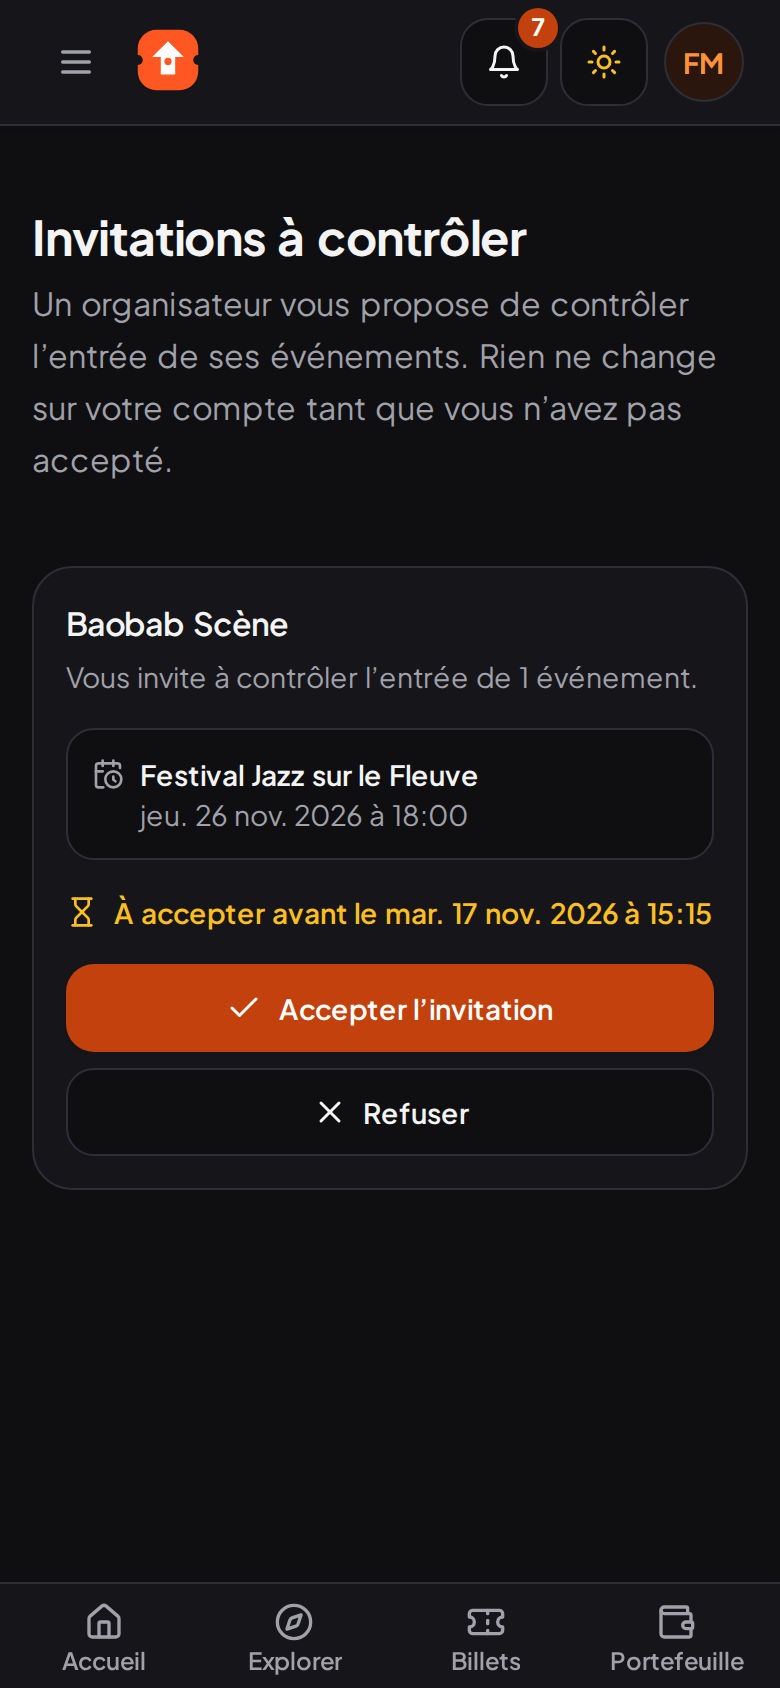 7
FM
Invitations à contrôler
Un organisateur vous propose de contrôler
l’entrée de ses événements. Rien ne change
sur votre compte tant que vous n’avez pas
accepté.
Baobab Scène
Vous invite à contrôler l’entrée de 1 événement.
Festival Jazz sur le Fleuve
jeu. 26 nov. 2026 à 18:00
À accepter avant le mar. 17 nov. 2026 à 15:15
Accepter l’invitation
Refuser
Accueil
Explorer
Billets
Portefeuille